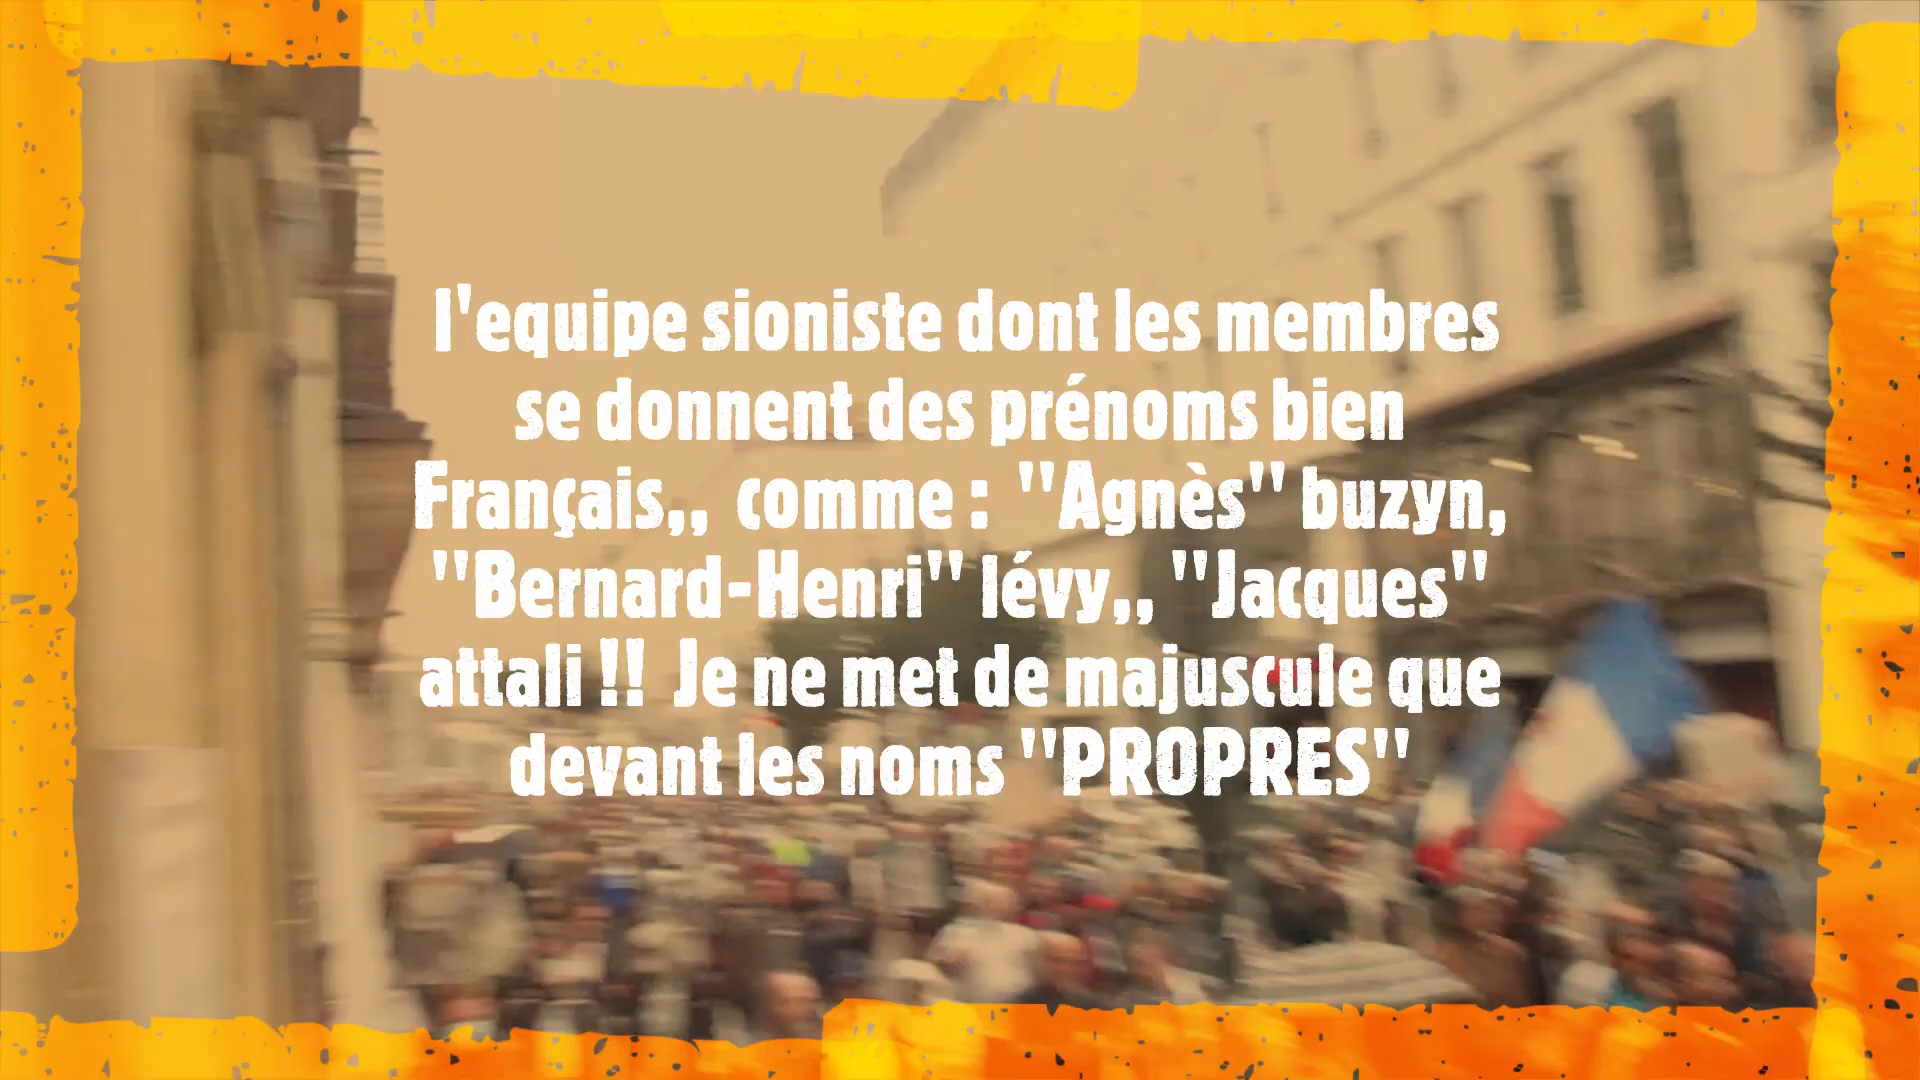 l'equipe sioniste dont les membres
se donnent des prénoms bien
Français,, comme : "Agnès" buzyn,
"Bernard-Henri" lévy,, "Jacques"
attali !! Je ne met de majuscule que
devant les noms "PROPRES"